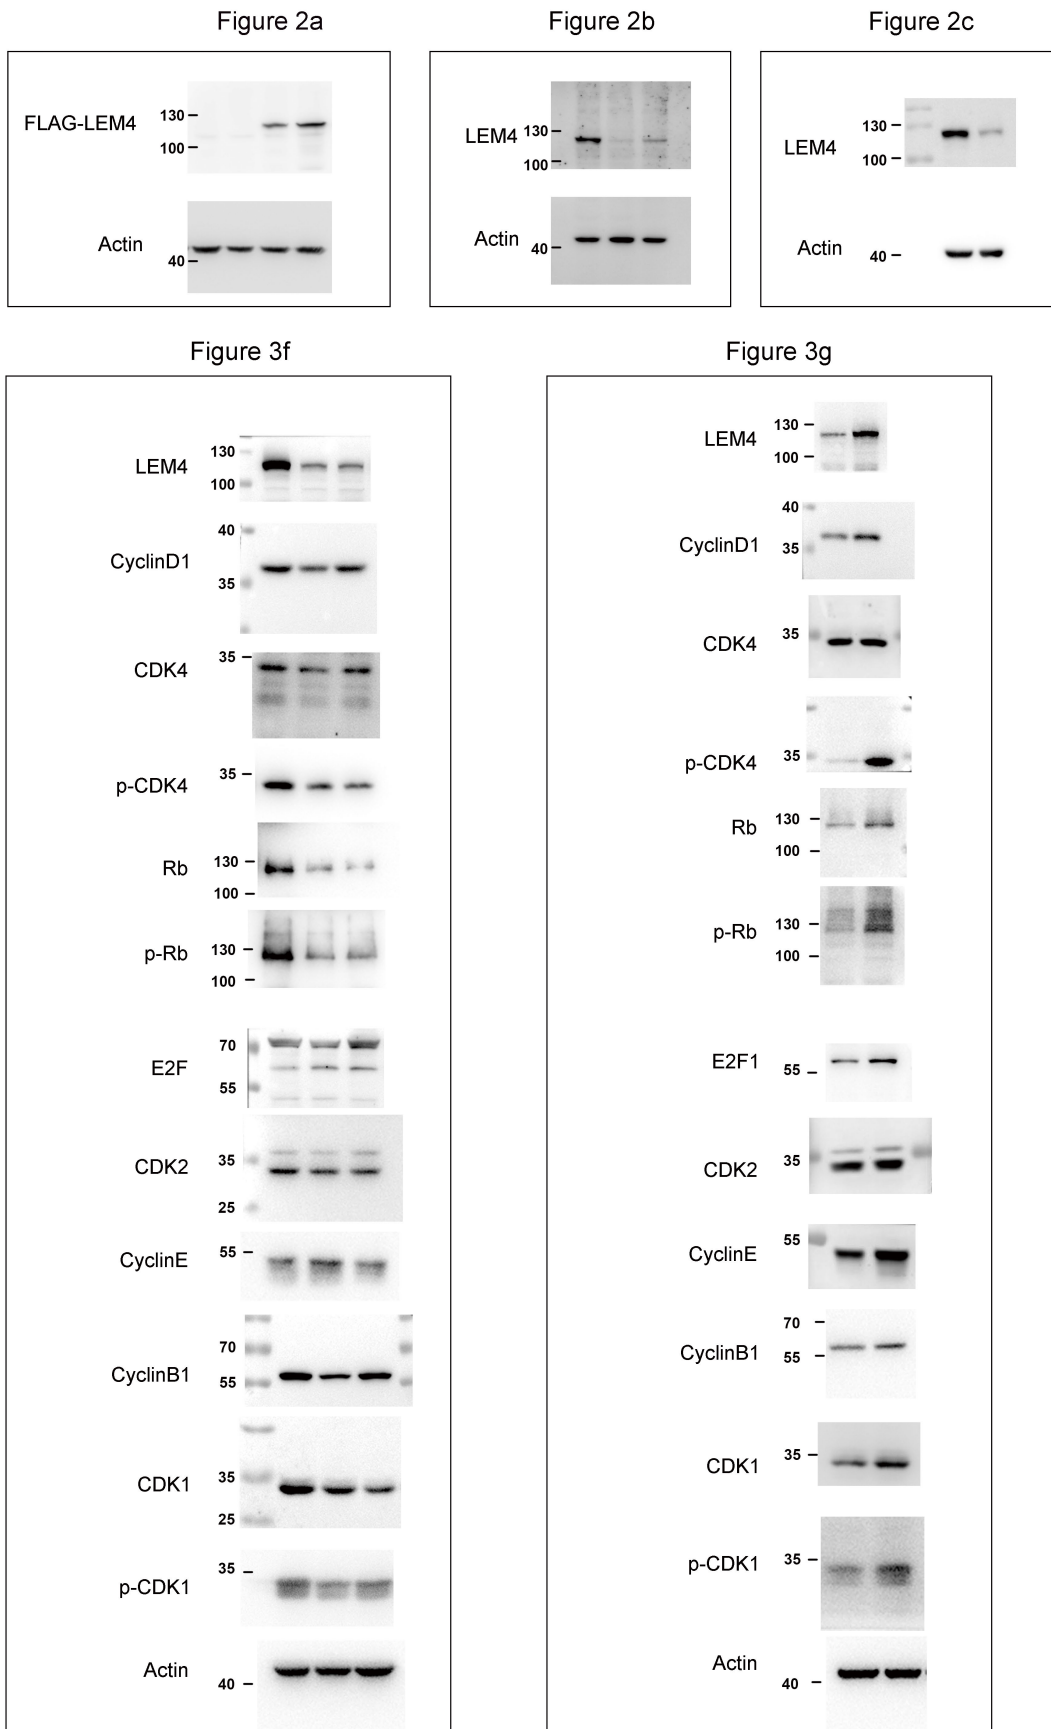 Figure 2a
Figure 2b
Figure 2c
FLAG-LEM4
130
100
Actin
40
LEM4
130
100
Actin
40
LEM4
130
100
Actin
40
Figure 3f
Figure 3g
LEM4
130
100
CyclinD1
40
35
CDK4
35
p-CDK4
35
Rb
130
100
p-Rb
130
100
E2F
70
55
CDK2
35
25
CyclinE
55
CyclinB1
70
55
CDK1
35
25
p-CDK1
35
Actin
40
LEM4
130
100
CyclinD1
40
35
CDK4
35
p-CDK4
35
Rb
130
100
p-Rb
130
100
E2F1
55
CDK2
35
CyclinE
55
CyclinB1
70
55
CDK1
35
p-CDK1
35
Actin
40